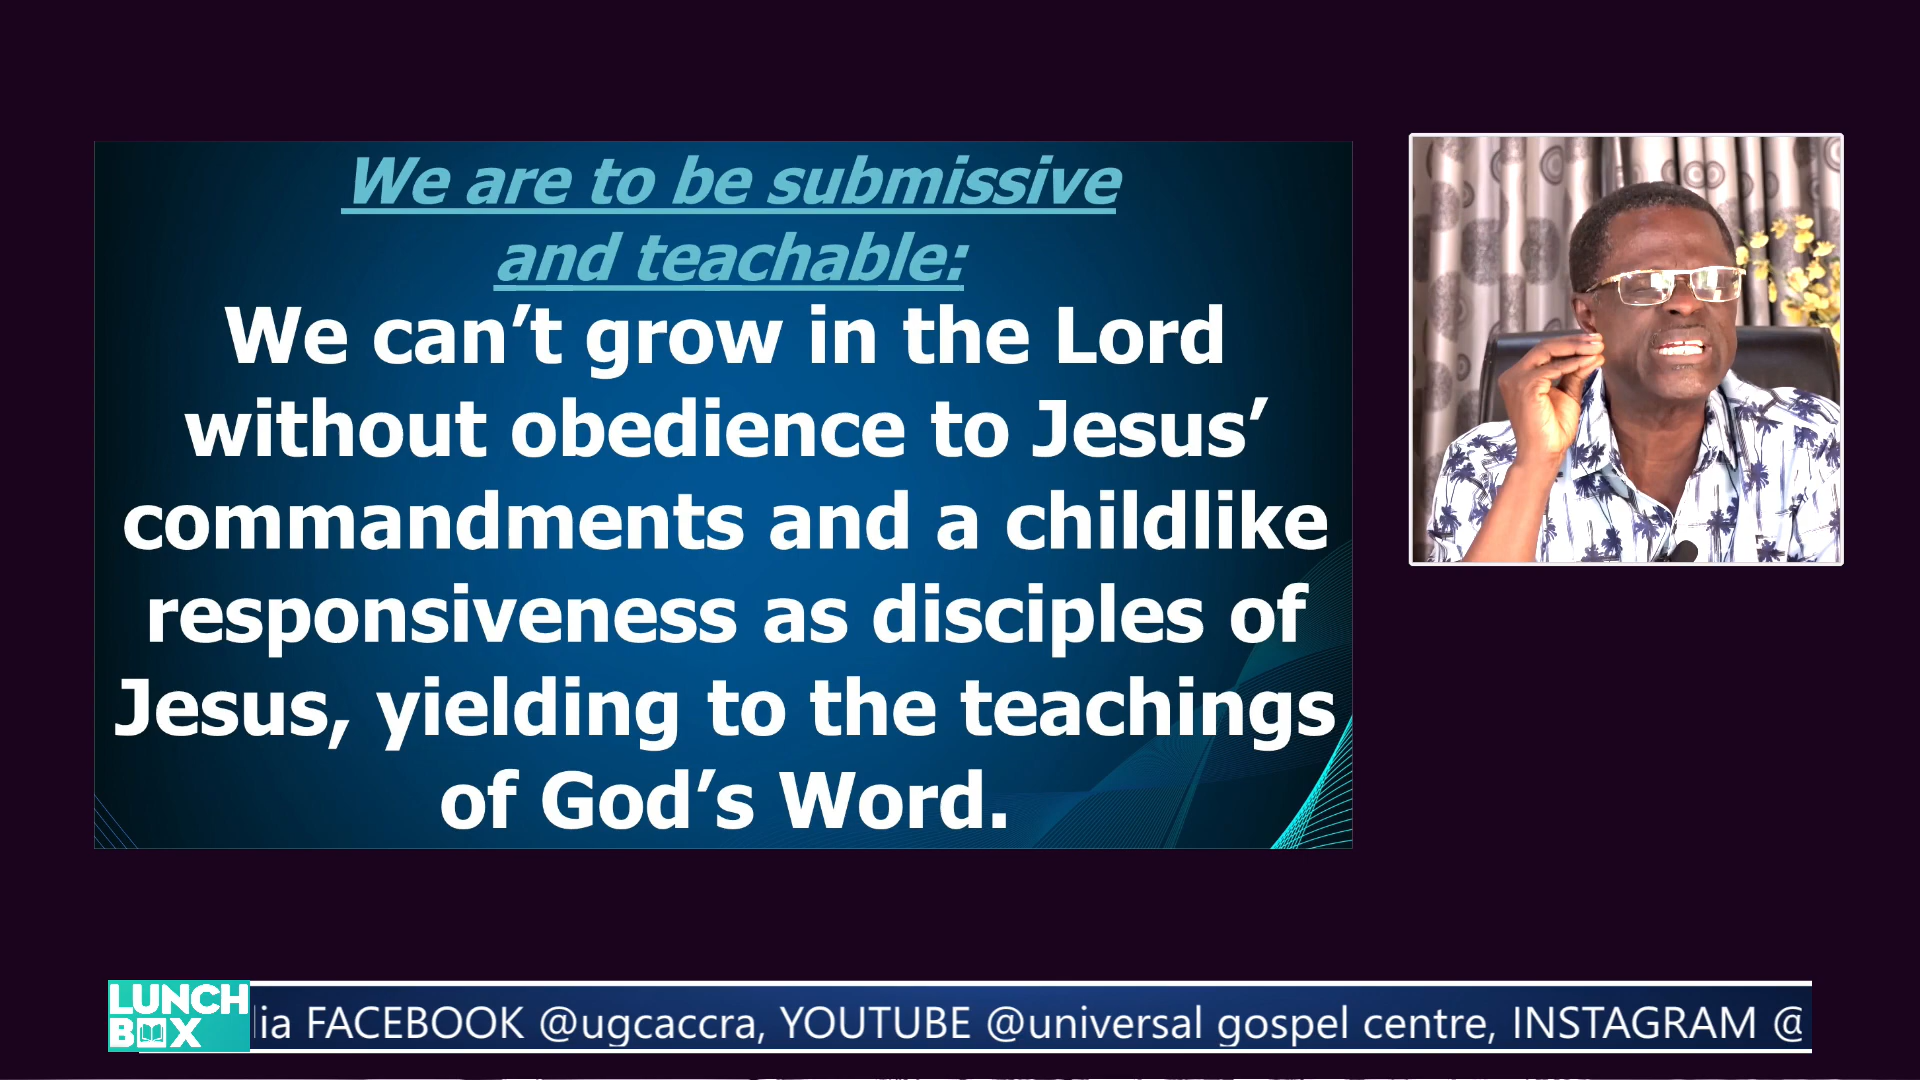 We are to be submissive
and teachable:
We can’t grow in the Lord
without obedience to Jesus’
commandments and a childlike
responsiveness as disciples of
Jesus, yielding to the teachings
of God’s Word.
LUNCH
BOX
FACEBOOK @ugcaccra, YOUTUBE @universal gospel centre, INSTAGRAM @